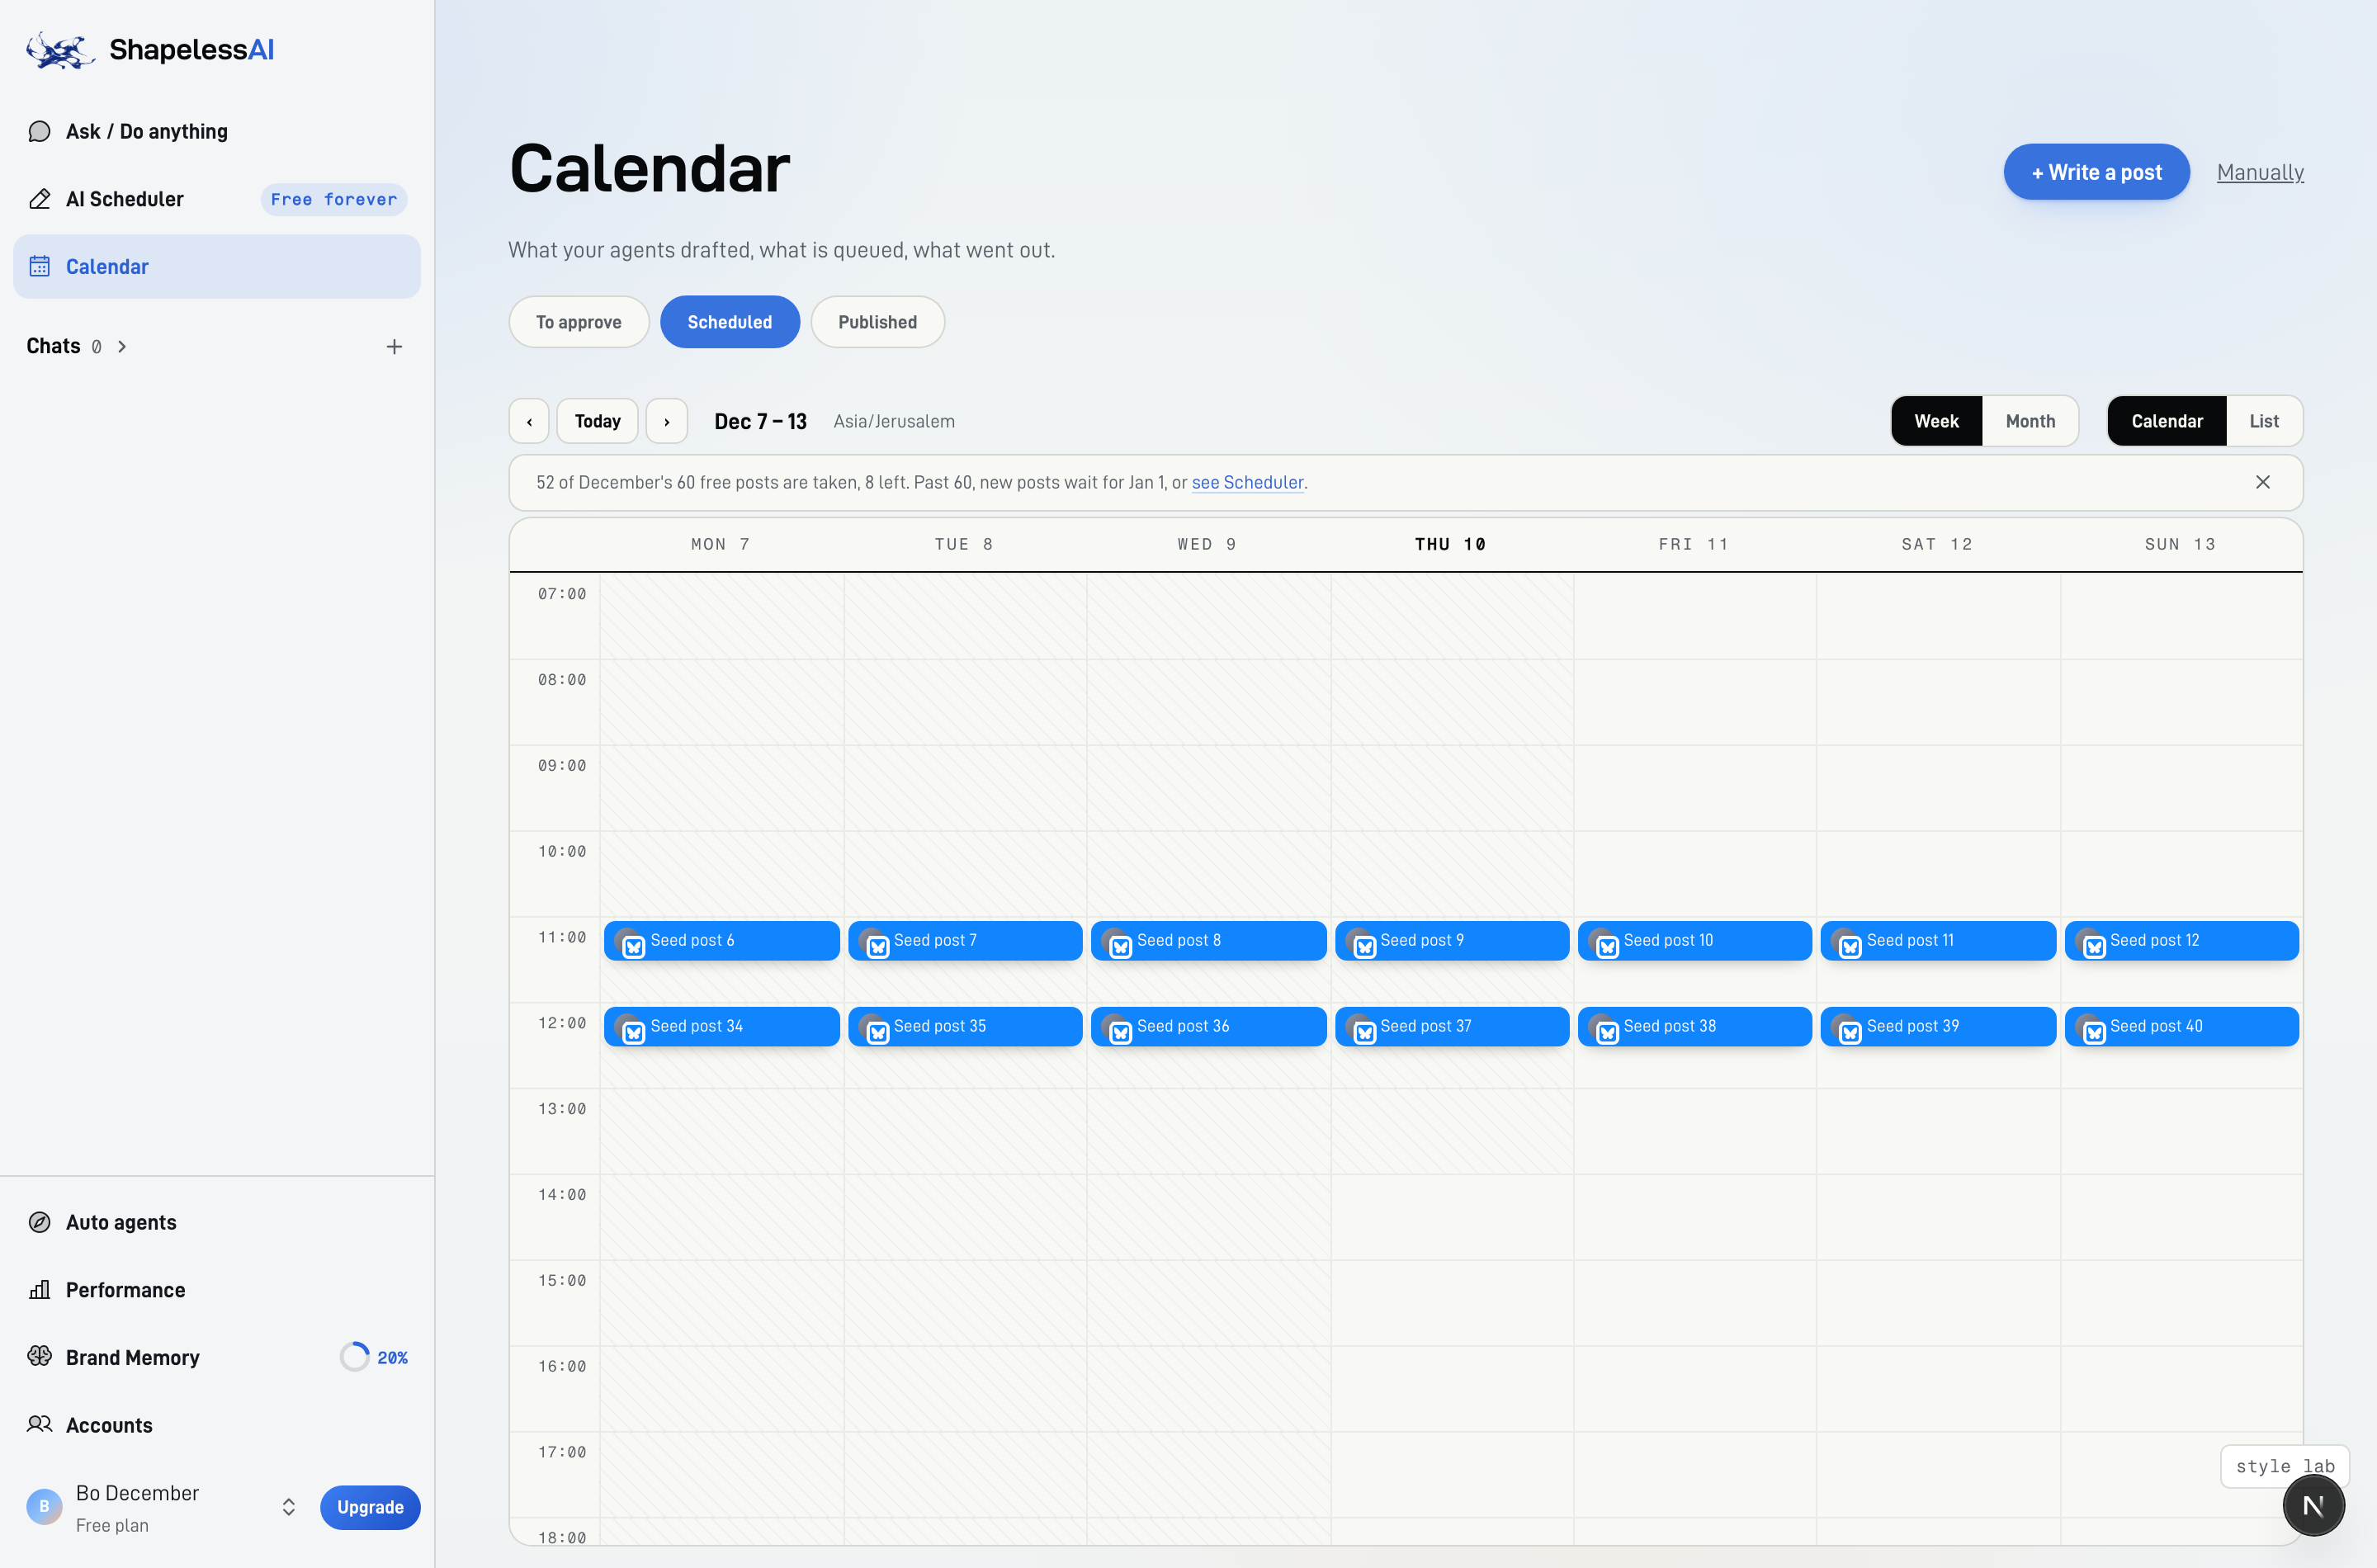 ShapelessAI
Ask / Do anything
AI Scheduler Free forever
Calendar
Chats 0
Auto agents
Performance
Brand Memory 20%
Accounts
B Bo December
Free plan
Upgrade
Calendar
+ Write a post Manually
What your agents drafted, what is queued, what went out.
To approve Scheduled Published
‹ Today › Dec 7 – 13 Asia/Jerusalem Week Month Calendar List
52 of December's 60 free posts are taken, 8 left. Past 60, new posts wait for Jan 1, or see Scheduler.
MON 7 TUE 8 WED 9 THU 10 FRI 11 SAT 12 SUN 13
07:00
08:00
09:00
10:00
11:00 Seed post 6 Seed post 7 Seed post 8 Seed post 9 Seed post 10 Seed post 11 Seed post 12
12:00 Seed post 34 Seed post 35 Seed post 36 Seed post 37 Seed post 38 Seed post 39 Seed post 40
13:00
14:00
15:00
16:00
17:00
18:00
style lab
N